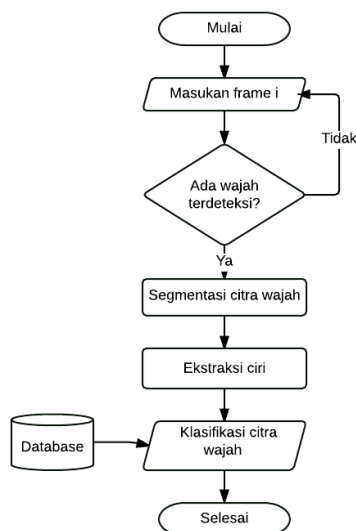 Mulai
Masukan frame i
Tidak
Ada wajah
terdeteksi?
Ya
Segmentasi citra wajah
Ekstraksi ciri
Klasifikasi citra
wajah
Database
Selesai